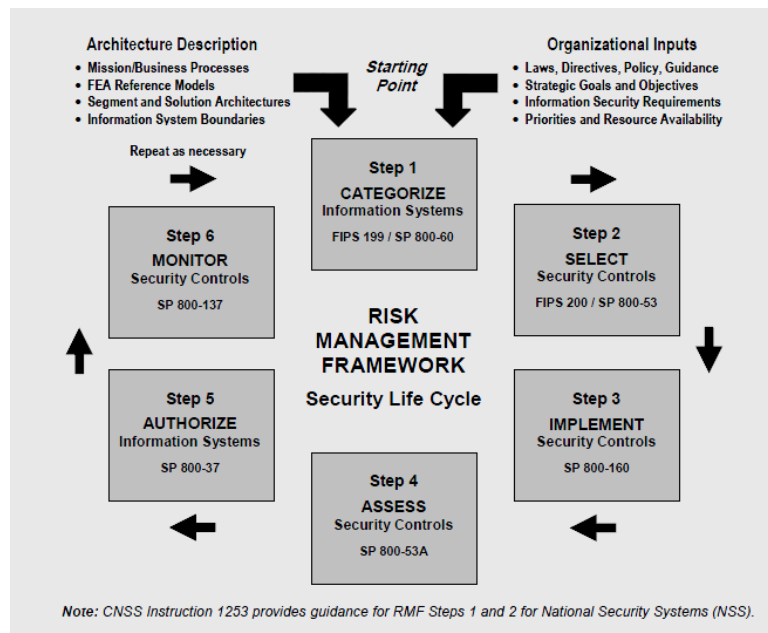 Architecture Description
• Mission/Business Processes
• FEA Reference Models
• Segment and Solution Architectures
• Information System Boundaries
Starting
Point
Organizational Inputs
• Laws, Directives, Policy, Guidance
• Strategic Goals and Objectives
• Information Security Requirements
• Priorities and Resource Availability
Repeat as necessary
Step 1
CATEGORIZE
Information Systems
FIPS 199 / SP 800-60
Step 2
SELECT
Security Controls
FIPS 200 / SP 800-53
Step 3
IMPLEMENT
Security Controls
SP 800-160
Step 4
ASSESS
Security Controls
SP 800-53A
Step 5
AUTHORIZE
Information Systems
SP 800-37
Step 6
MONITOR
Security Controls
SP 800-137
RISK
MANAGEMENT
FRAMEWORK
Security Life Cycle
Note: CNSS Instruction 1253 provides guidance for RMF Steps 1 and 2 for National Security Systems (NSS).